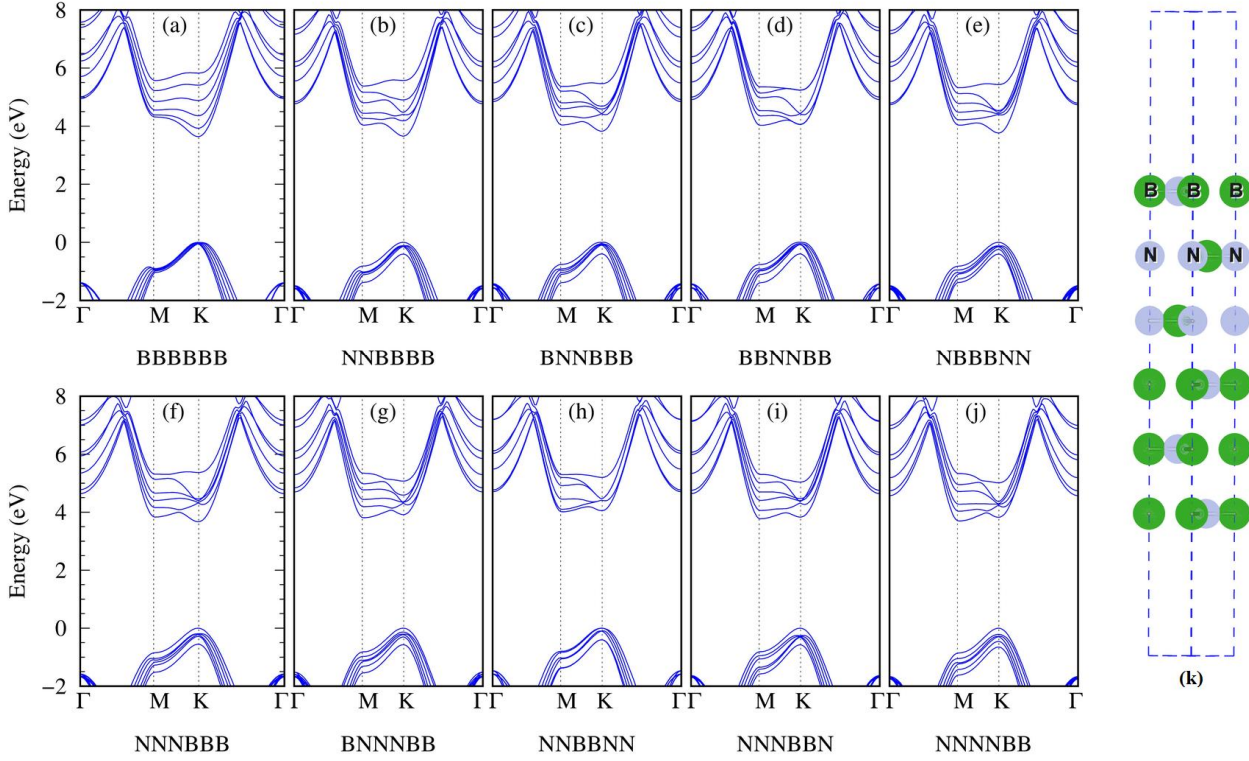 (a) (b) (c) (d) (e)
8
6
4
2
0
−2
Energy (eV)
Γ M K Γ M K Γ M K Γ M K Γ M K Γ
BBBBBB NNBBBB BNNBBB BBNNBB NBBBNN
(f) (g) (h) (i) (j)
8
6
4
2
0
−2
Energy (eV)
Γ M K Γ M K Γ M K Γ M K Γ M K Γ
NNNBBB BNNNBB NNBBNN NNNBBN NNNNBB
B B B
N N N
(k)